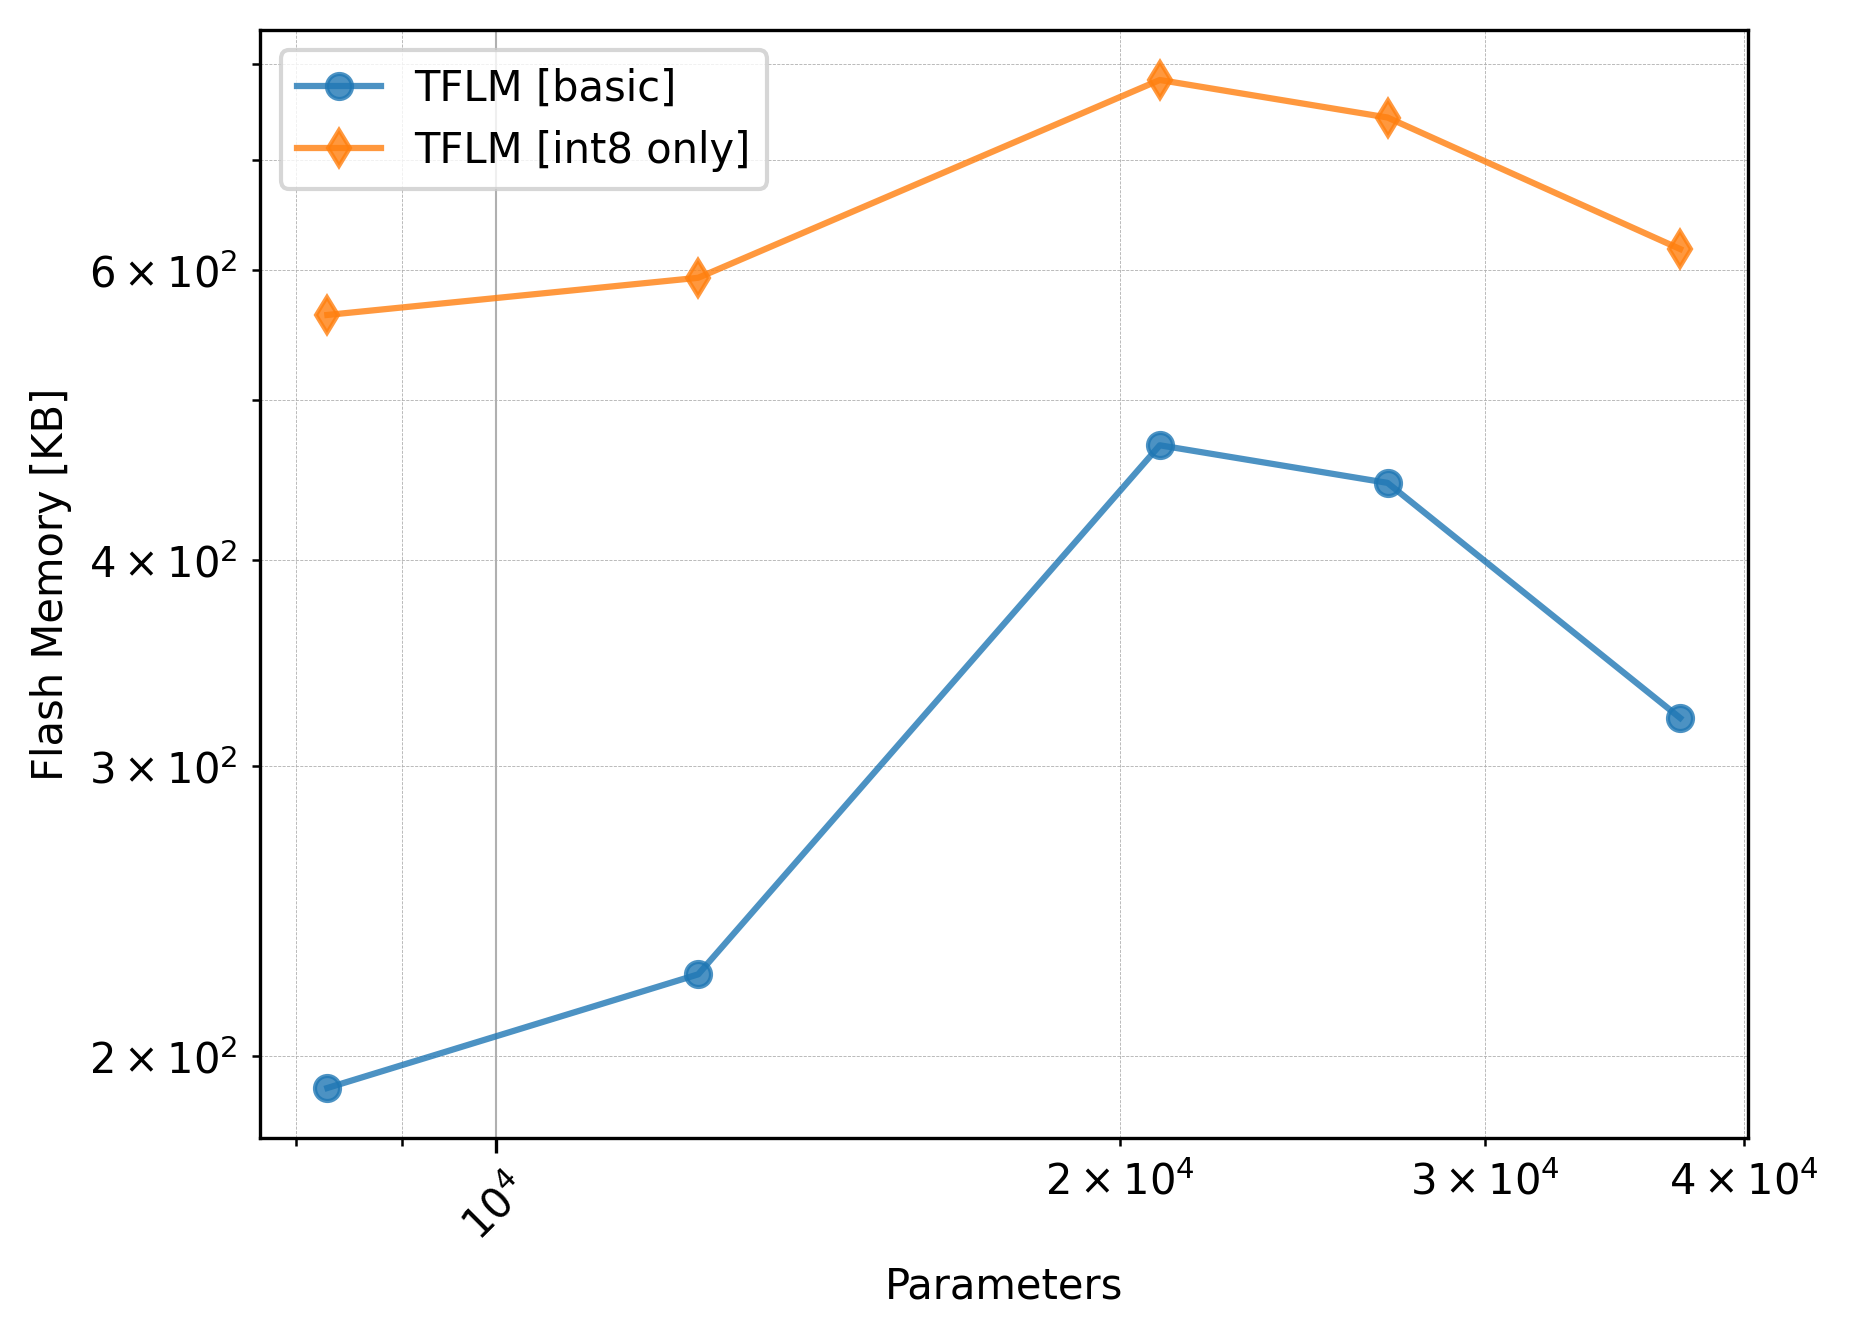 TFLM [basic]
TFLM [int8 only]
6 × 10²
4 × 10²
3 × 10²
2 × 10²
Flash Memory [KB]
10⁴
2 × 10⁴
3 × 10⁴
4 × 10⁴
Parameters